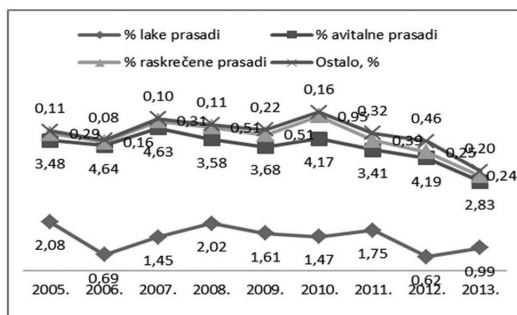 % lake prasadi % avitalne prasadi
% raskrečene prasadi Ostalo, %
0,11 0,08 0,10 0,11 0,22 0,16 0,32 0,46 0,20
0,29 0,16 0,31 0,51 0,51 0,95 0,39 0,25 0,24
3,48 4,64 4,63 3,58 3,68 4,17 3,41 4,19 2,83
2,08 0,69 1,45 2,02 1,61 1,47 1,75 0,62 0,99
2005. 2006. 2007. 2008. 2009. 2010. 2011. 2012. 2013.